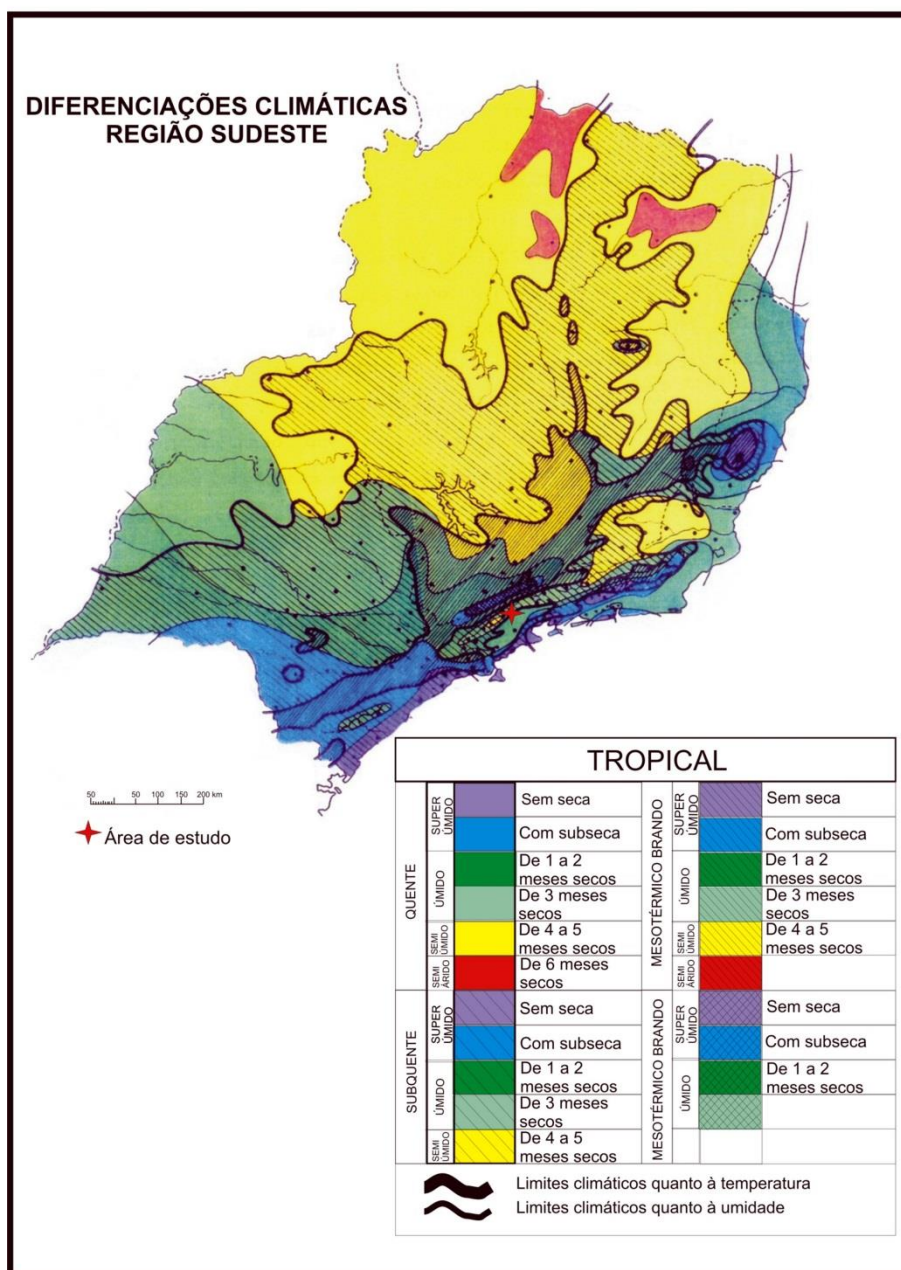 DIFERENCIAÇÕES CLIMÁTICAS
REGIÃO SUDESTE
50
50
100
150
200 km
Área de estudo
TROPICAL
QUENTE
SUPER
ÚMIDO
Sem seca
Com subseca
ÚMIDO
De 1 a 2
meses secos
De 3 meses
secos
SEMI
ÚMIDO
De 4 a 5
meses secos
SEMI
ÁRIDO
De 6 meses
secos
SUBQUENTE
SUPER
ÚMIDO
Sem seca
Com subseca
ÚMIDO
De 1 a 2
meses secos
De 3 meses
secos
SEMI
ÚMIDO
De 4 a 5
meses secos
MESOTÉRMICO BRANDO
SUPER
ÚMIDO
Sem seca
Com subseca
ÚMIDO
De 1 a 2
meses secos
De 3 meses
secos
SEMI
ÚMIDO
De 4 a 5
meses secos
SEMI
ÁRIDO
MESOTÉRMICO BRANDO
SUPER
ÚMIDO
Sem seca
Com subseca
ÚMIDO
De 1 a 2
meses secos
Limites climáticos quanto à temperatura
Limites climáticos quanto à umidade